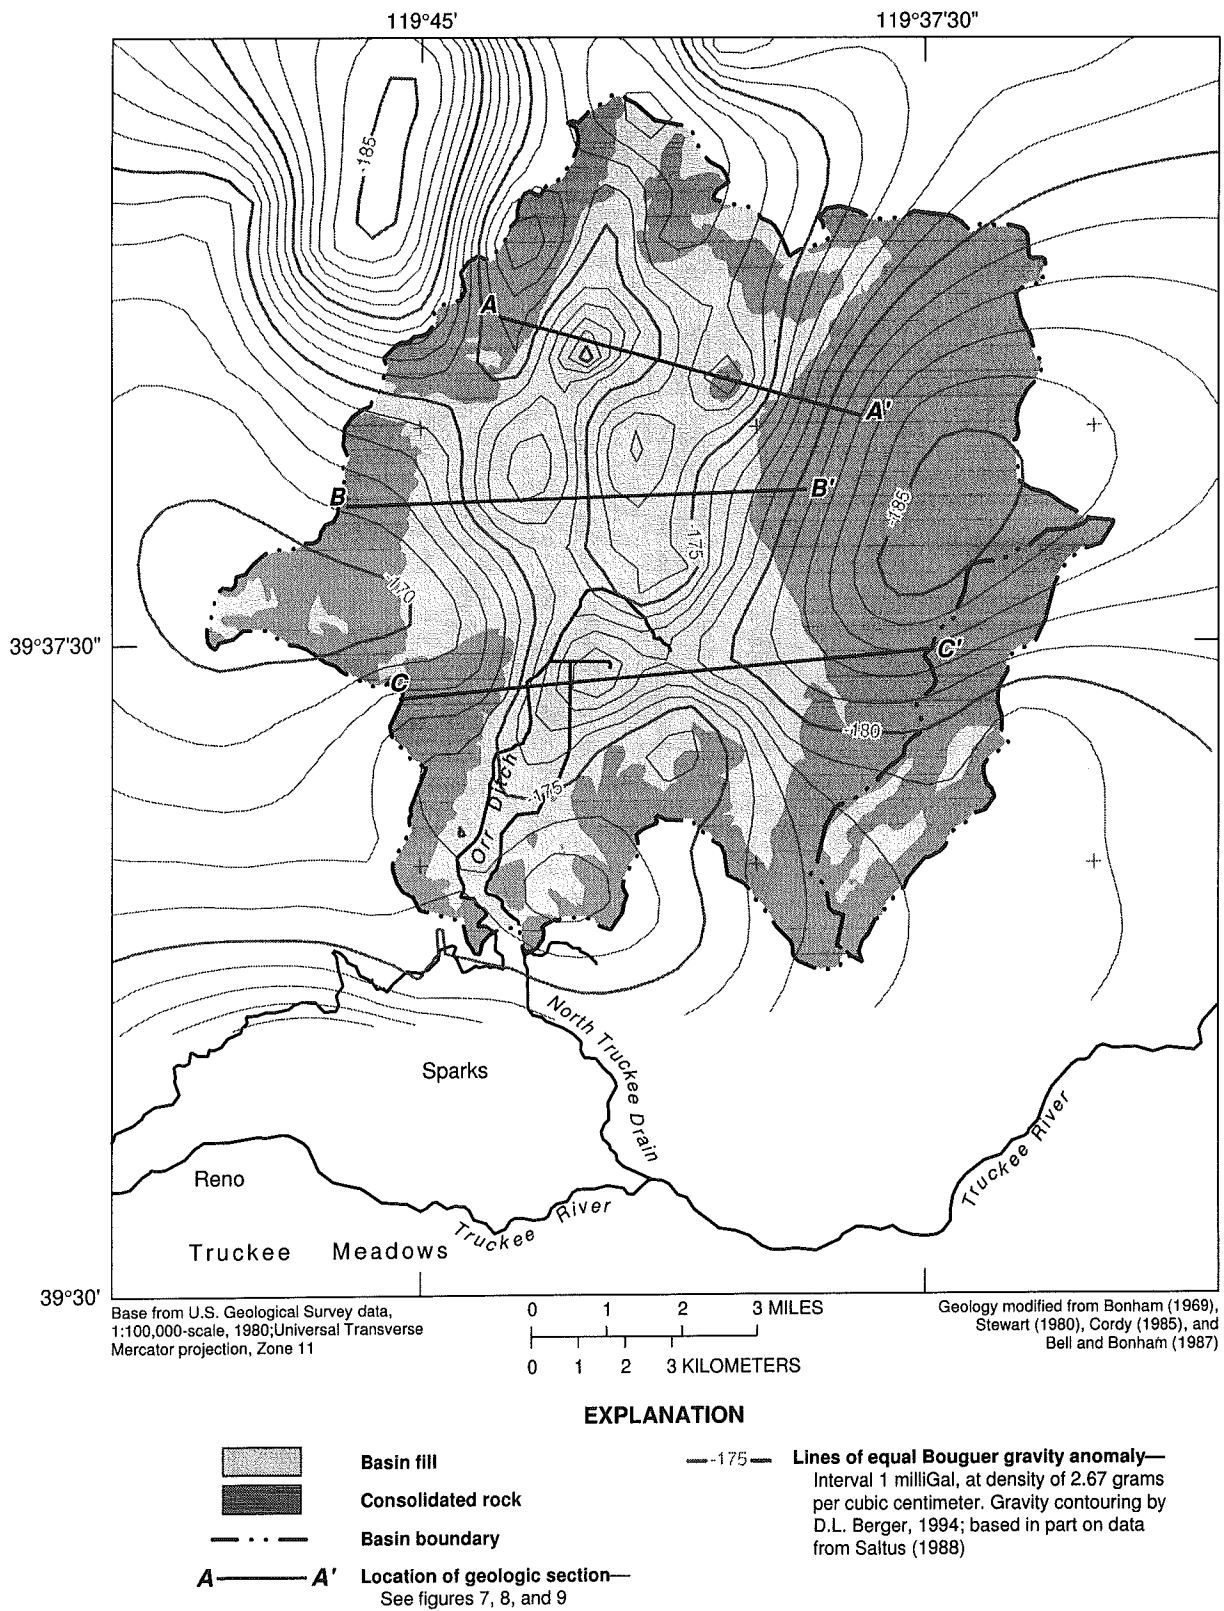 119°45'
119°37'30"
-185
A
A'
B
B'
-185
-175
-170
39°37'30"
C
C'
-180
-175
Orr Ditch
North Truckee Drain
Sparks
Reno
Truckee River
Truckee River
Truckee Meadows
39°30'
Base from U.S. Geological Survey data,
1:100,000-scale, 1980;Universal Transverse
Mercator projection, Zone 11
0 1 2 3 MILES
0 1 2 3 KILOMETERS
Geology modified from Bonham (1969),
Stewart (1980), Cordy (1985), and
Bell and Bonham (1987)
EXPLANATION
Basin fill
Consolidated rock
Basin boundary
A A' Location of geologic section—
See figures 7, 8, and 9
-175 Lines of equal Bouguer gravity anomaly—
Interval 1 milliGal, at density of 2.67 grams
per cubic centimeter. Gravity contouring by
D.L. Berger, 1994; based in part on data
from Saltus (1988)